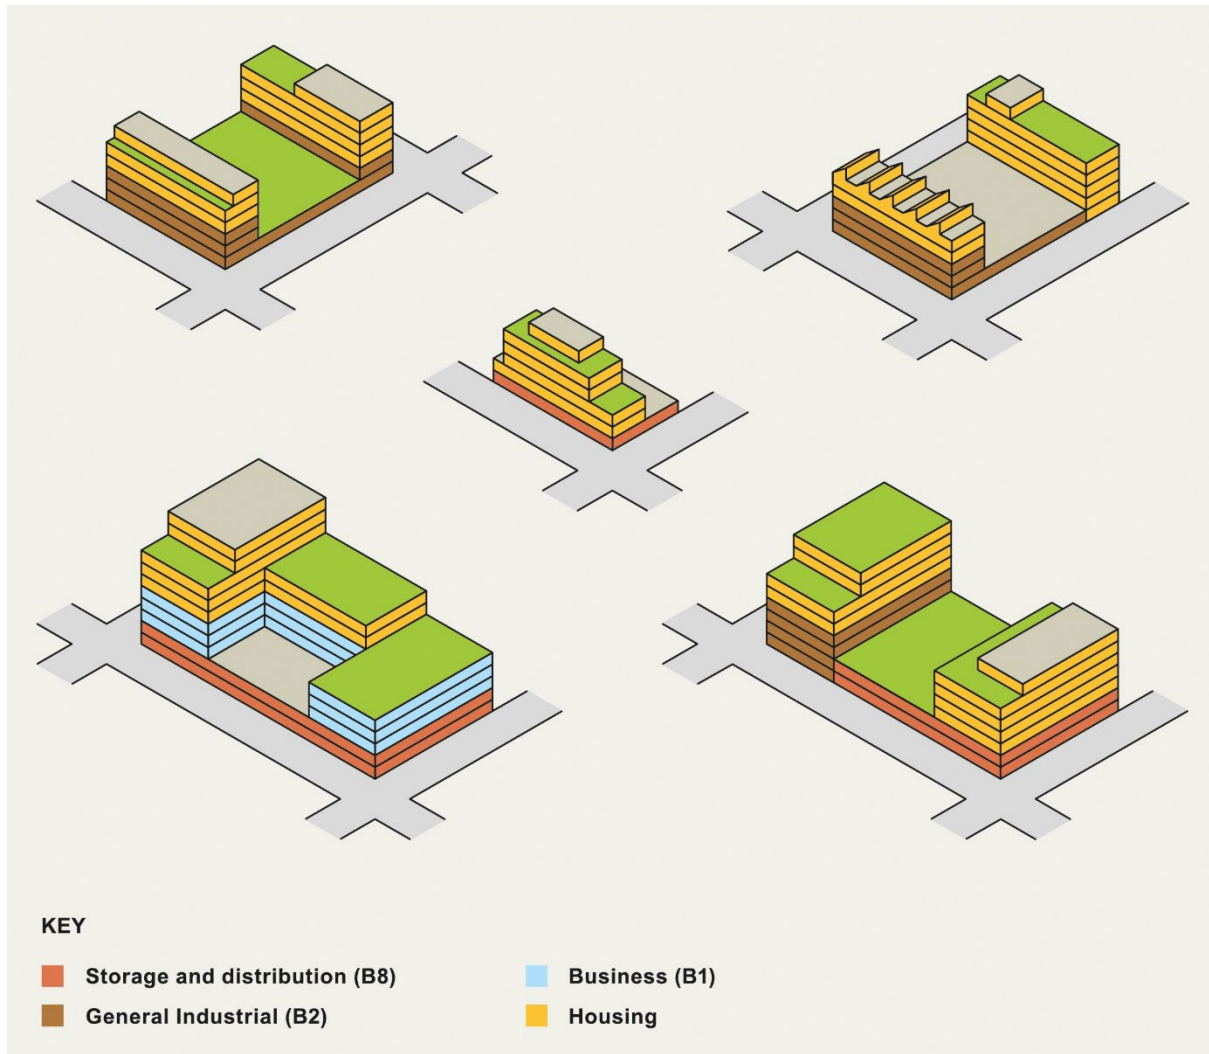 KEY
Storage and distribution (B8)
Business (B1)
General Industrial (B2)
Housing